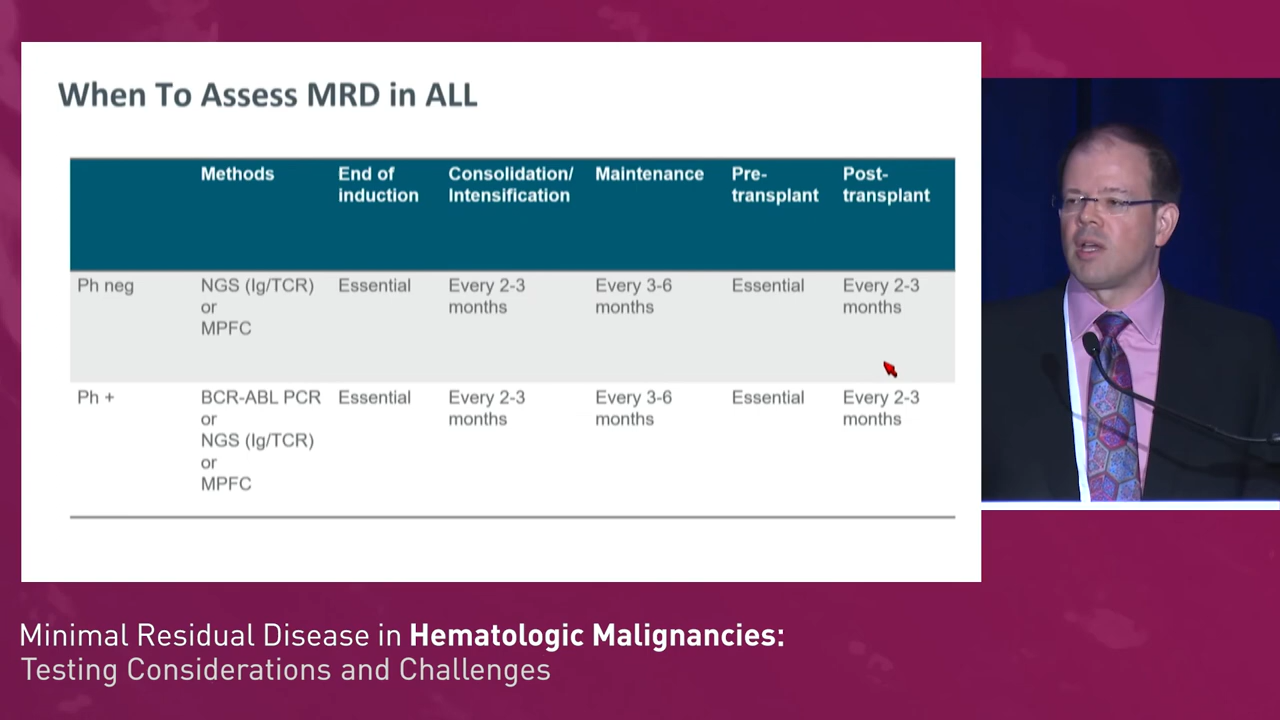 When To Assess MRD in ALL
Methods
End of
induction
Consolidation/
Intensification
Maintenance
Pre-
transplant
Post-
transplant
Ph neg
NGS (Ig/TCR)
or
MPFC
Essential
Every 2-3
months
Every 3-6
months
Essential
Every 2-3
months
Ph +
BCR-ABL PCR
or
NGS (Ig/TCR)
or
MPFC
Essential
Every 2-3
months
Every 3-6
months
Essential
Every 2-3
months
Minimal Residual Disease in Hematologic Malignancies:
Testing Considerations and Challenges